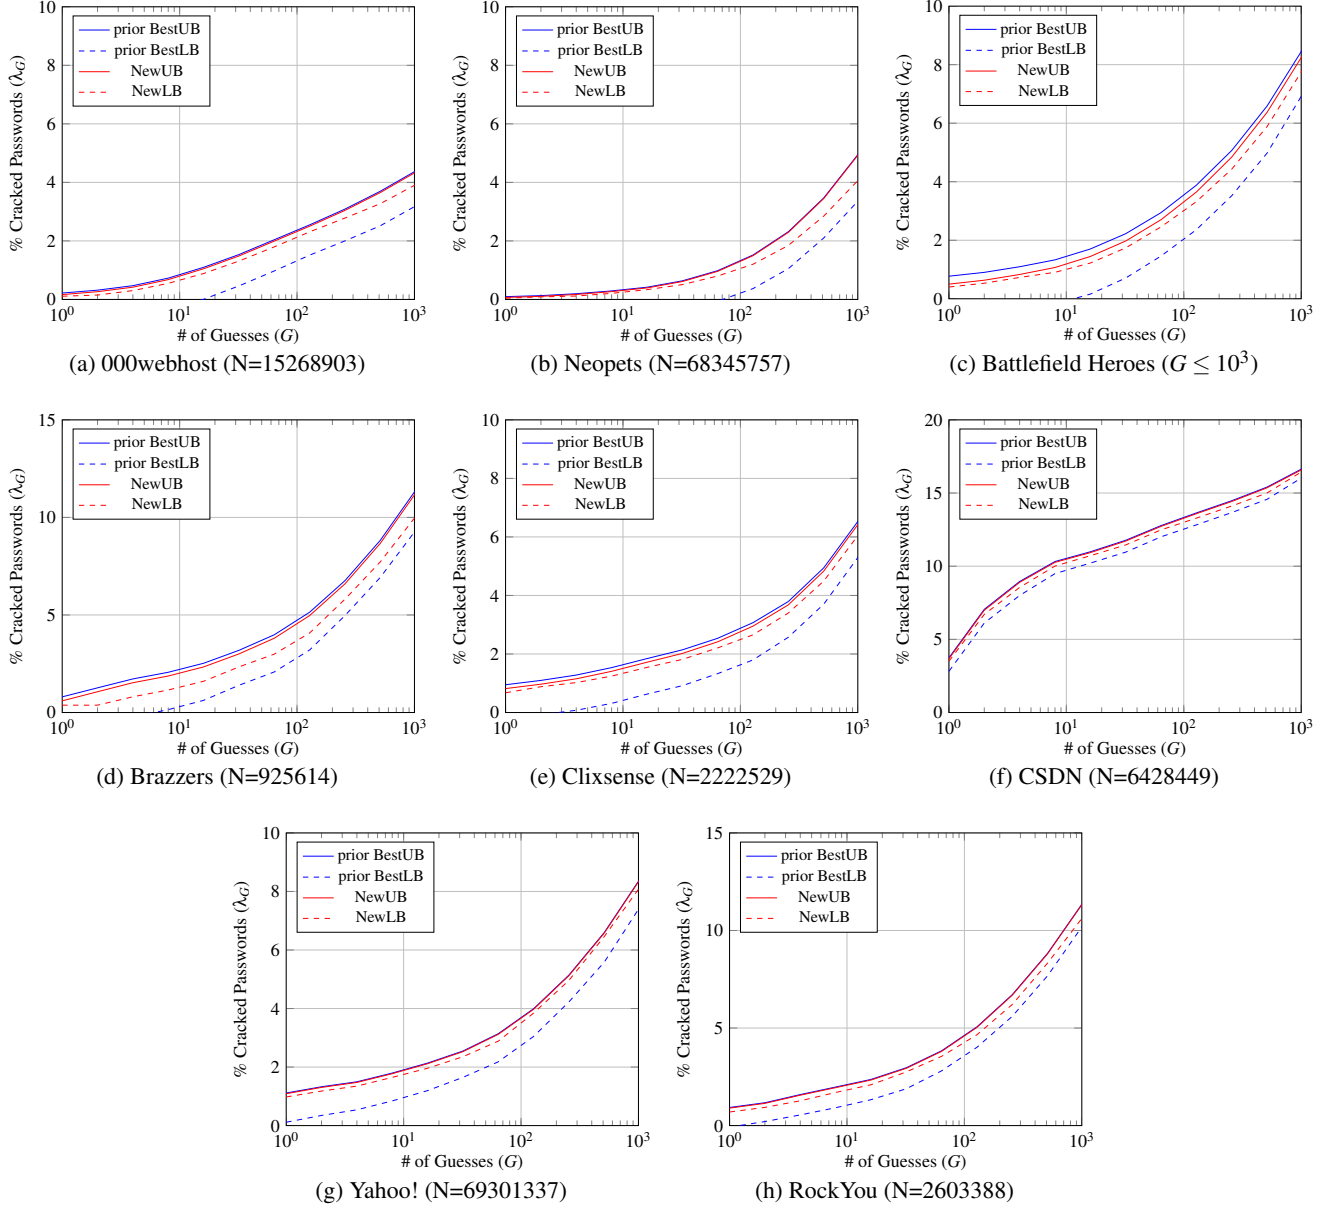 10
8
6
4
2
0
% Cracked Passwords (λG)
prior BestUB
prior BestLB
NewUB
NewLB
10^0 10^1 10^2 10^3
# of Guesses (G)
(a) 000webhost (N=15268903)
10
8
6
4
2
0
% Cracked Passwords (λG)
prior BestUB
prior BestLB
NewUB
NewLB
10^0 10^1 10^2 10^3
# of Guesses (G)
(b) Neopets (N=68345757)
10
8
6
4
2
0
% Cracked Passwords (λG)
prior BestUB
prior BestLB
NewUB
NewLB
10^0 10^1 10^2 10^3
# of Guesses (G)
(c) Battlefield Heroes (G ≤ 10^3)
15
10
5
0
% Cracked Passwords (λG)
prior BestUB
prior BestLB
NewUB
NewLB
10^0 10^1 10^2 10^3
# of Guesses (G)
(d) Brazzers (N=925614)
10
8
6
4
2
0
% Cracked Passwords (λG)
prior BestUB
prior BestLB
NewUB
NewLB
10^0 10^1 10^2 10^3
# of Guesses (G)
(e) Clixsense (N=2222529)
20
15
10
5
0
% Cracked Passwords (λG)
prior BestUB
prior BestLB
NewUB
NewLB
10^0 10^1 10^2 10^3
# of Guesses (G)
(f) CSDN (N=6428449)
10
8
6
4
2
0
% Cracked Passwords (λG)
prior BestUB
prior BestLB
NewUB
NewLB
10^0 10^1 10^2 10^3
# of Guesses (G)
(g) Yahoo! (N=69301337)
15
10
5
0
% Cracked Passwords (λG)
prior BestUB
prior BestLB
NewUB
NewLB
10^0 10^1 10^2 10^3
# of Guesses (G)
(h) RockYou (N=2603388)